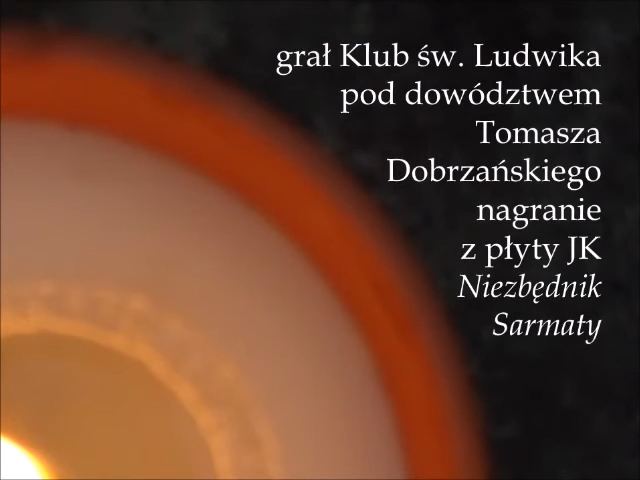 grał Klub św. Ludwika
pod dowództwem
Tomasza
Dobrzańskiego
nagranie
z płyty JK
Niezbędnik
Sarmaty